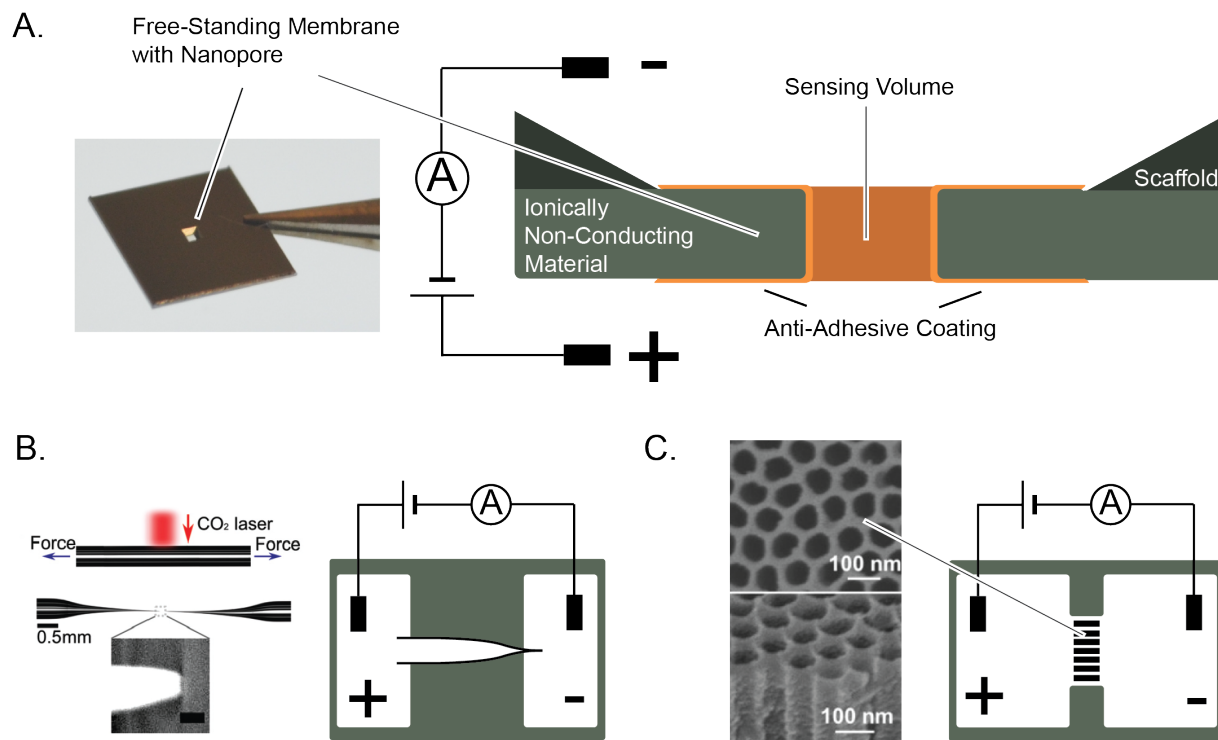 A.
Free-Standing Membrane
with Nanopore
-
A
+
Sensing Volume
Scaffold
Ionically
Non-Conducting
Material
Anti-Adhesive Coating
B.
CO₂ laser
Force
Force
0.5mm
A
+
-
C.
100 nm
100 nm
A
+
-